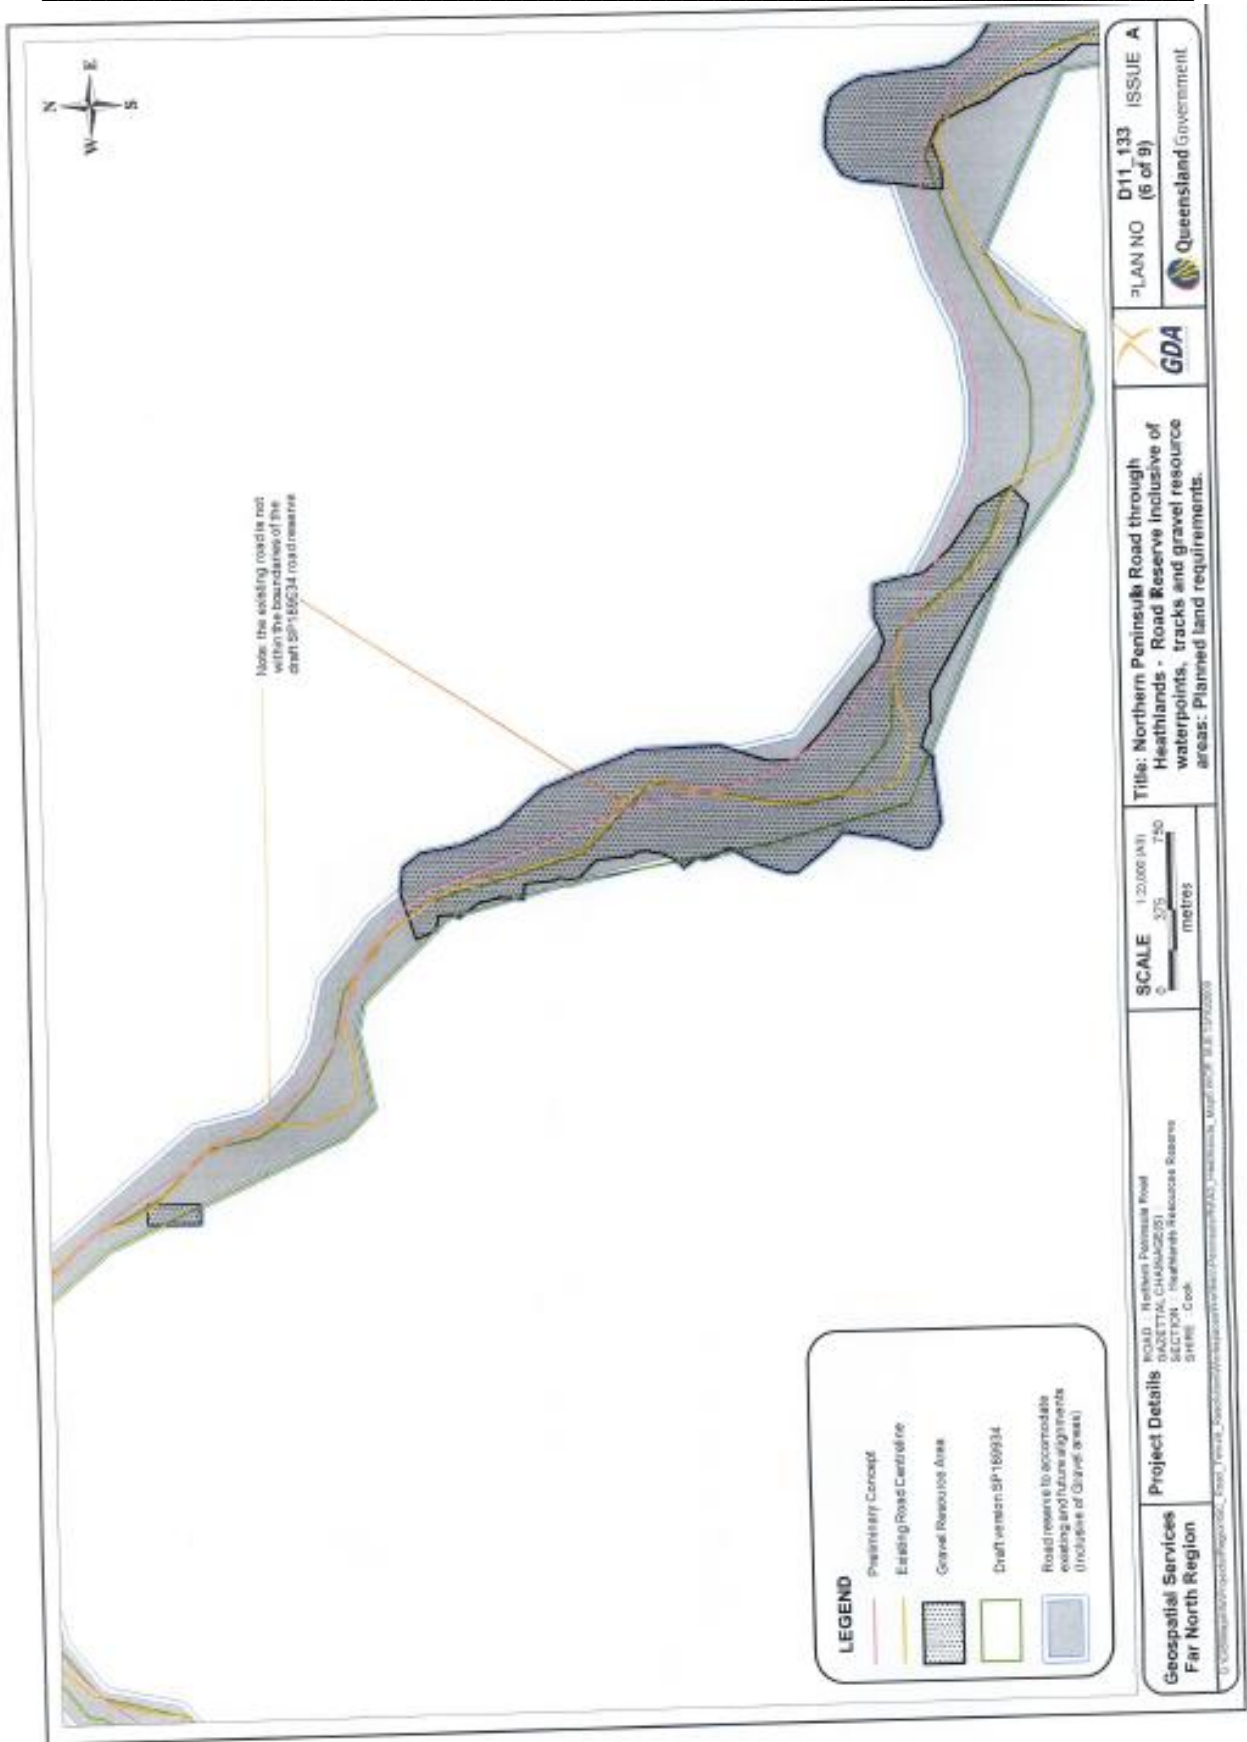 N
W
E
S
Note: the existing road is not
within the boundaries of the
draft SP169934 road reserve
LEGEND
Preliminary Concept
Existing Road Centreline
Gravel Resource Area
Draft version SP169934
Road reserve to accomodate
existing and future alignments
(Inclusive of Gravel areas)
Geospatial Services
Far North Region
Project Details
ROAD : Northern Peninsula Road
GAZETTAL CHAINAGE(S) :
SECTION : Heathlands Resources Reserve
SHIRE : Cook
SCALE
0 375 750
metres
Title: Northern Peninsula Road through
Heathlands - Road Reserve inclusive of
waterpoints, tracks and gravel resource
areas: Planned land requirements.
GDA
PLAN NO D11_133 ISSUE A
(6 of 9)
Queensland Government